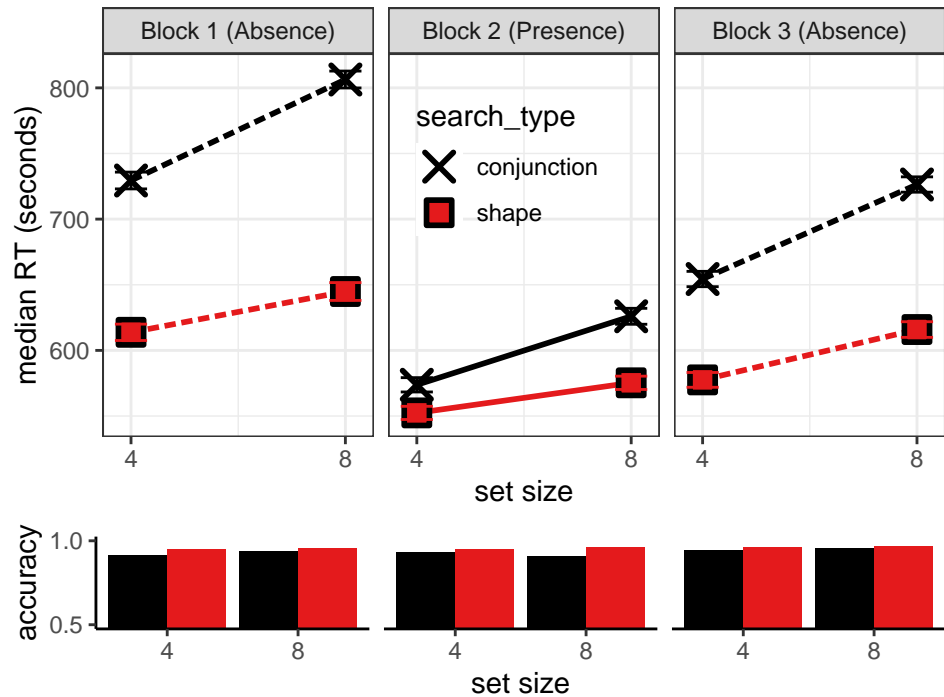 Block 1 (Absence)
Block 2 (Presence)
Block 3 (Absence)
median RT (seconds)
800
700
600
search_type
conjunction
shape
4
8
4
8
4
8
set size
accuracy
1.0
0.5
4
8
4
8
4
8
set size